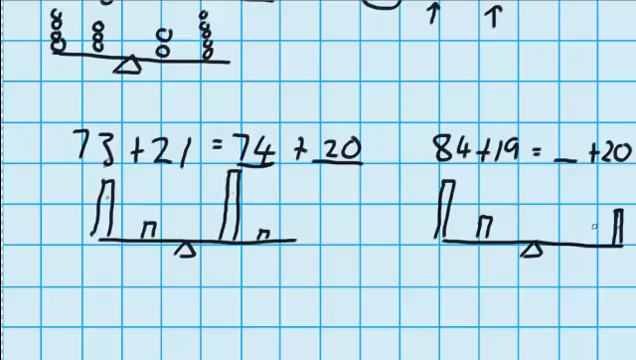 73 + 21 = 74 + 20
84 + 19 = _ + 20